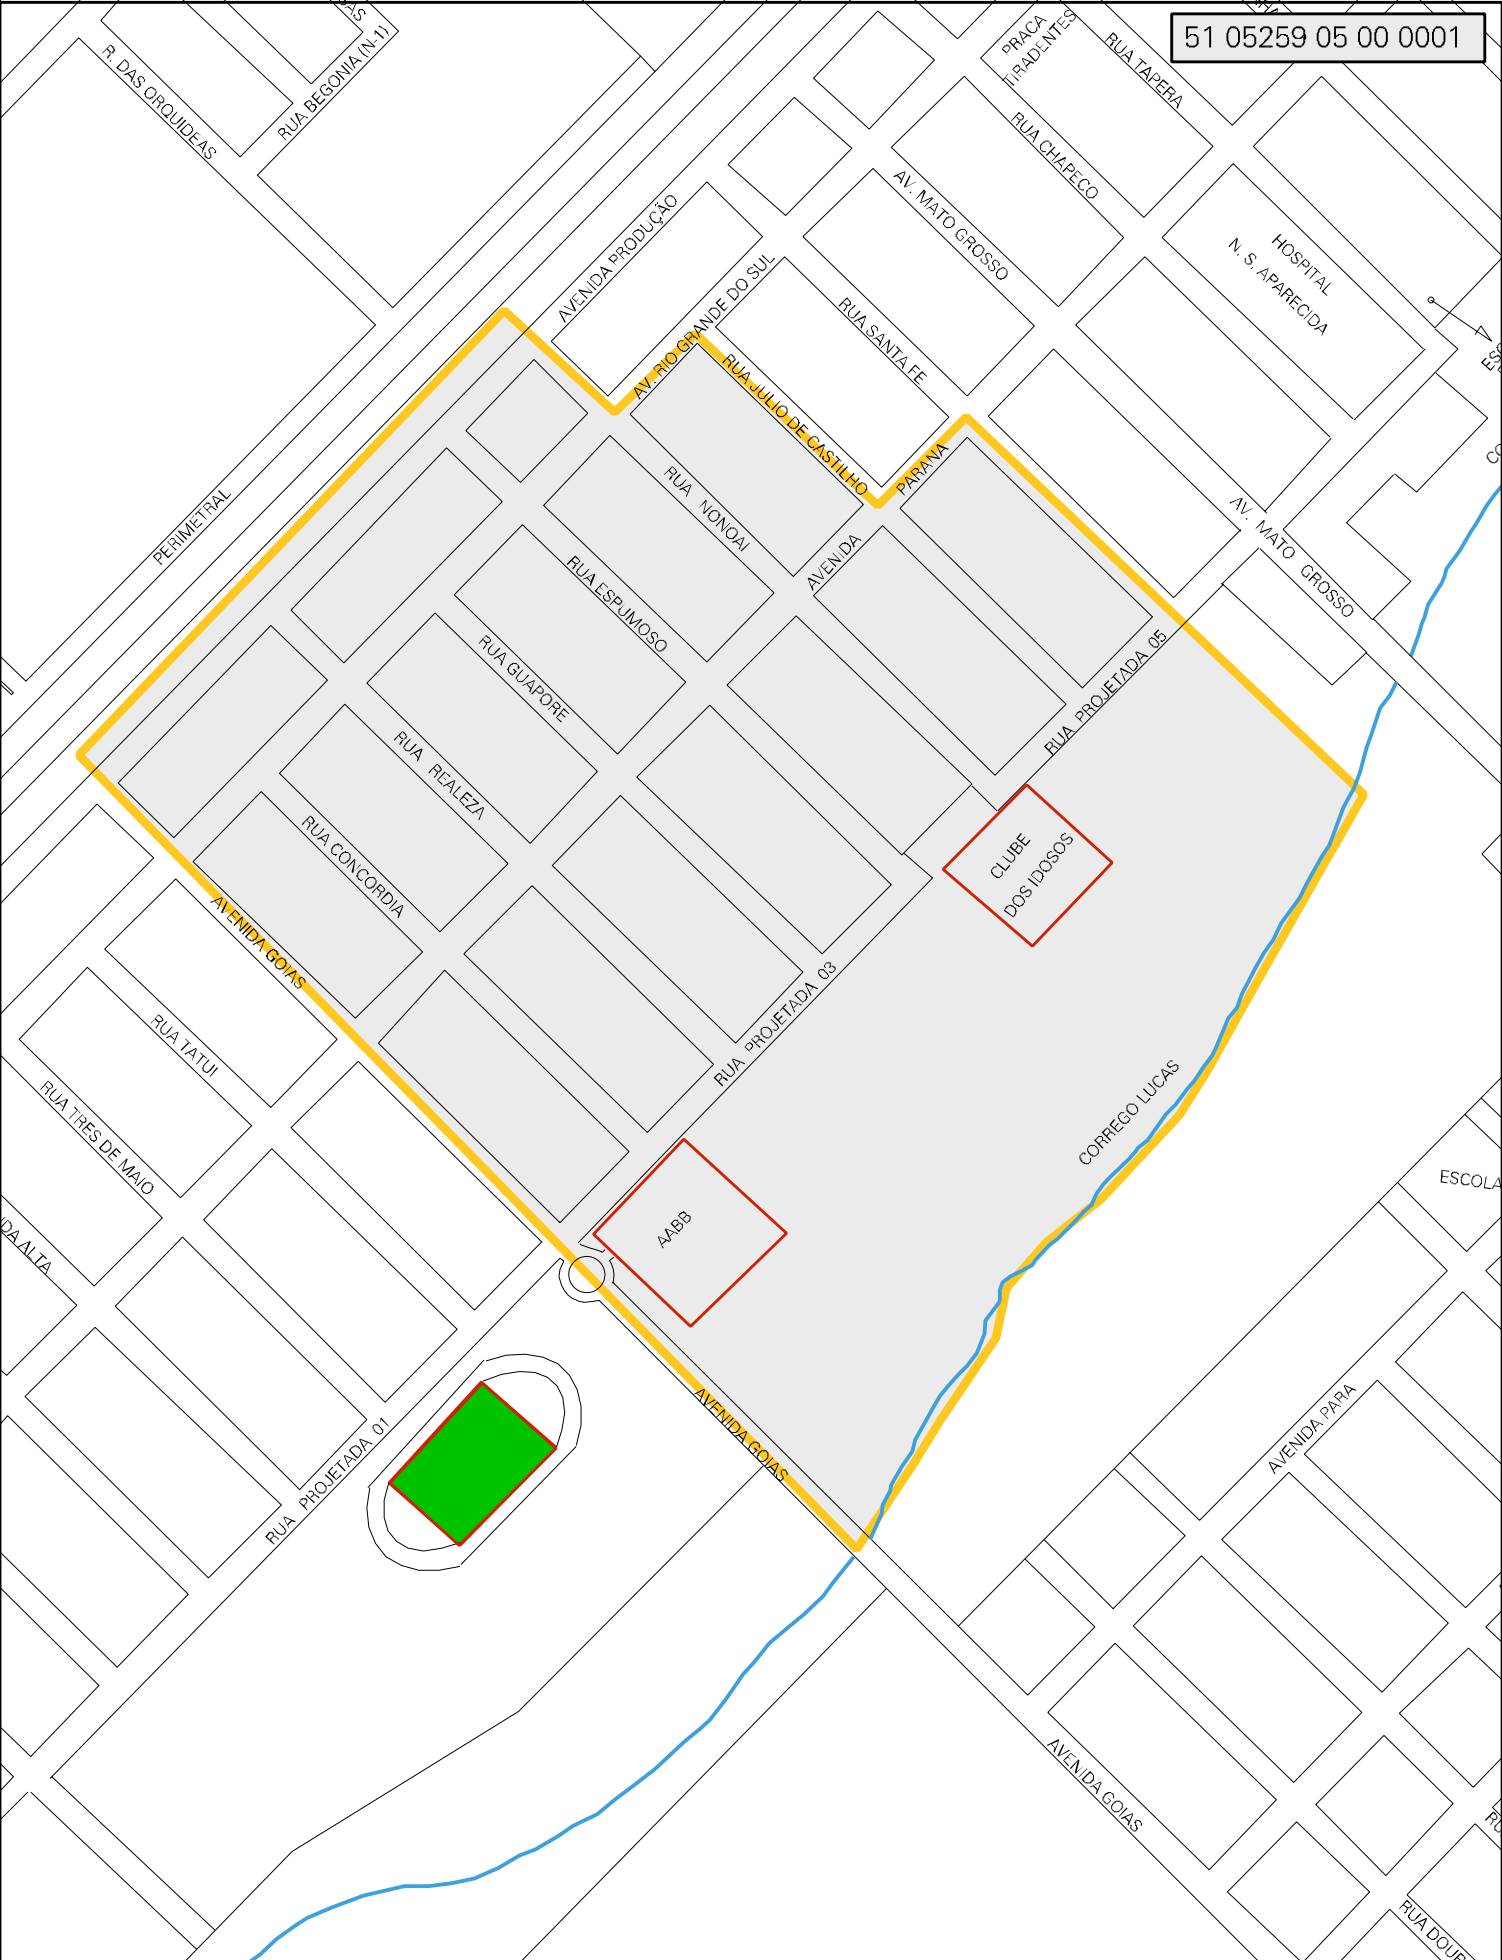 51 05259 05 00 0001
R. DAS ORQUIDEAS
RUA BEGONIA (N-1)
PRACA
TIRADENTES
RUA TAPERA
RUA CHAPECO
AV. MATO GROSSO
HOSPITAL
N. S. APARECIDA
AVENIDA PRODUÇÃO
AV. RIO GRANDE DO SUL
RUA SANTA FE
RUA JULIO DE CASTILHO
AVENIDA PARANA
AV. MATO GROSSO
PERIMETRAL
RUA NONOAI
RUA ESPUMOSO
RUA GUAPORE
RUA REALEZA
RUA CONCORDIA
RUA PROJETADA 05
CLUBE
DOS IDOSOS
AVENIDA GOIAS
RUA PROJETADA 03
RUA TATUI
RUA TRES DE MAIO
DA ALTA
CORREGO LUCAS
ESCOLA
AABB
AVENIDA GOIAS
AVENIDA PARA
RUA PROJETADA 01
AVENIDA GOIAS